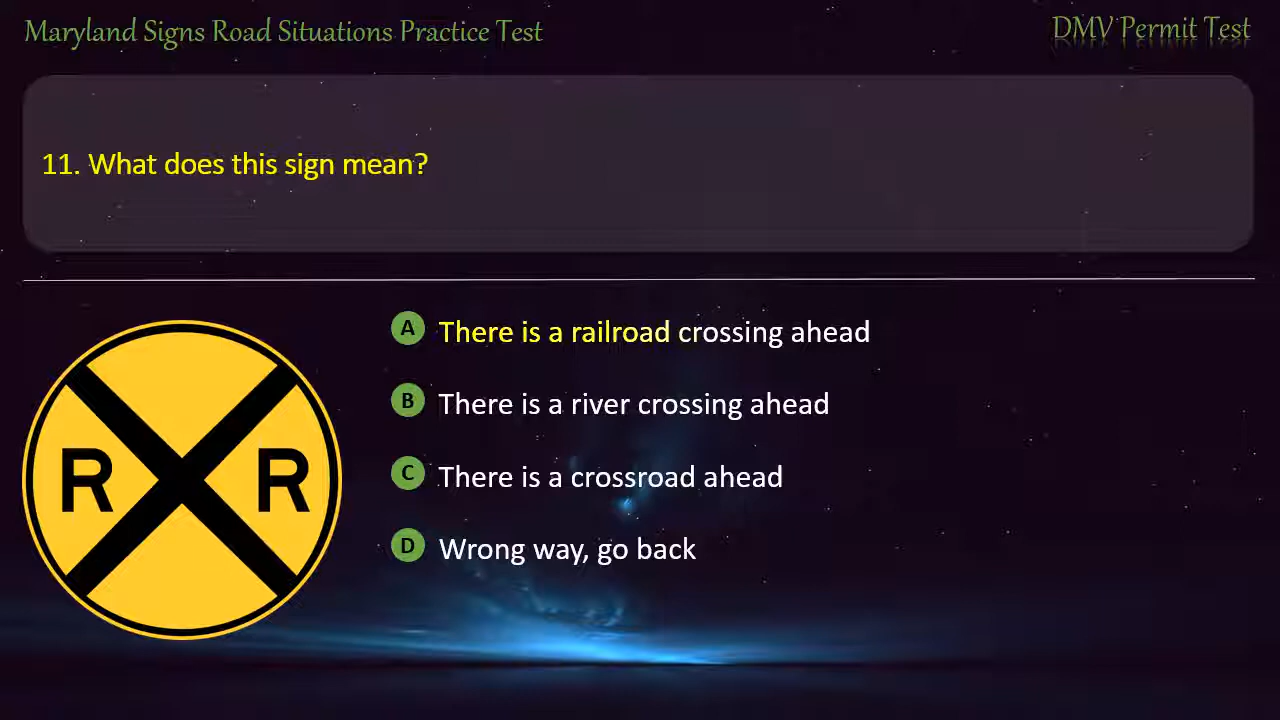 Maryland Signs Road Situations Practice Test
DMV Permit Test
11. What does this sign mean?
R R
A There is a railroad crossing ahead
B There is a river crossing ahead
C There is a crossroad ahead
D Wrong way, go back